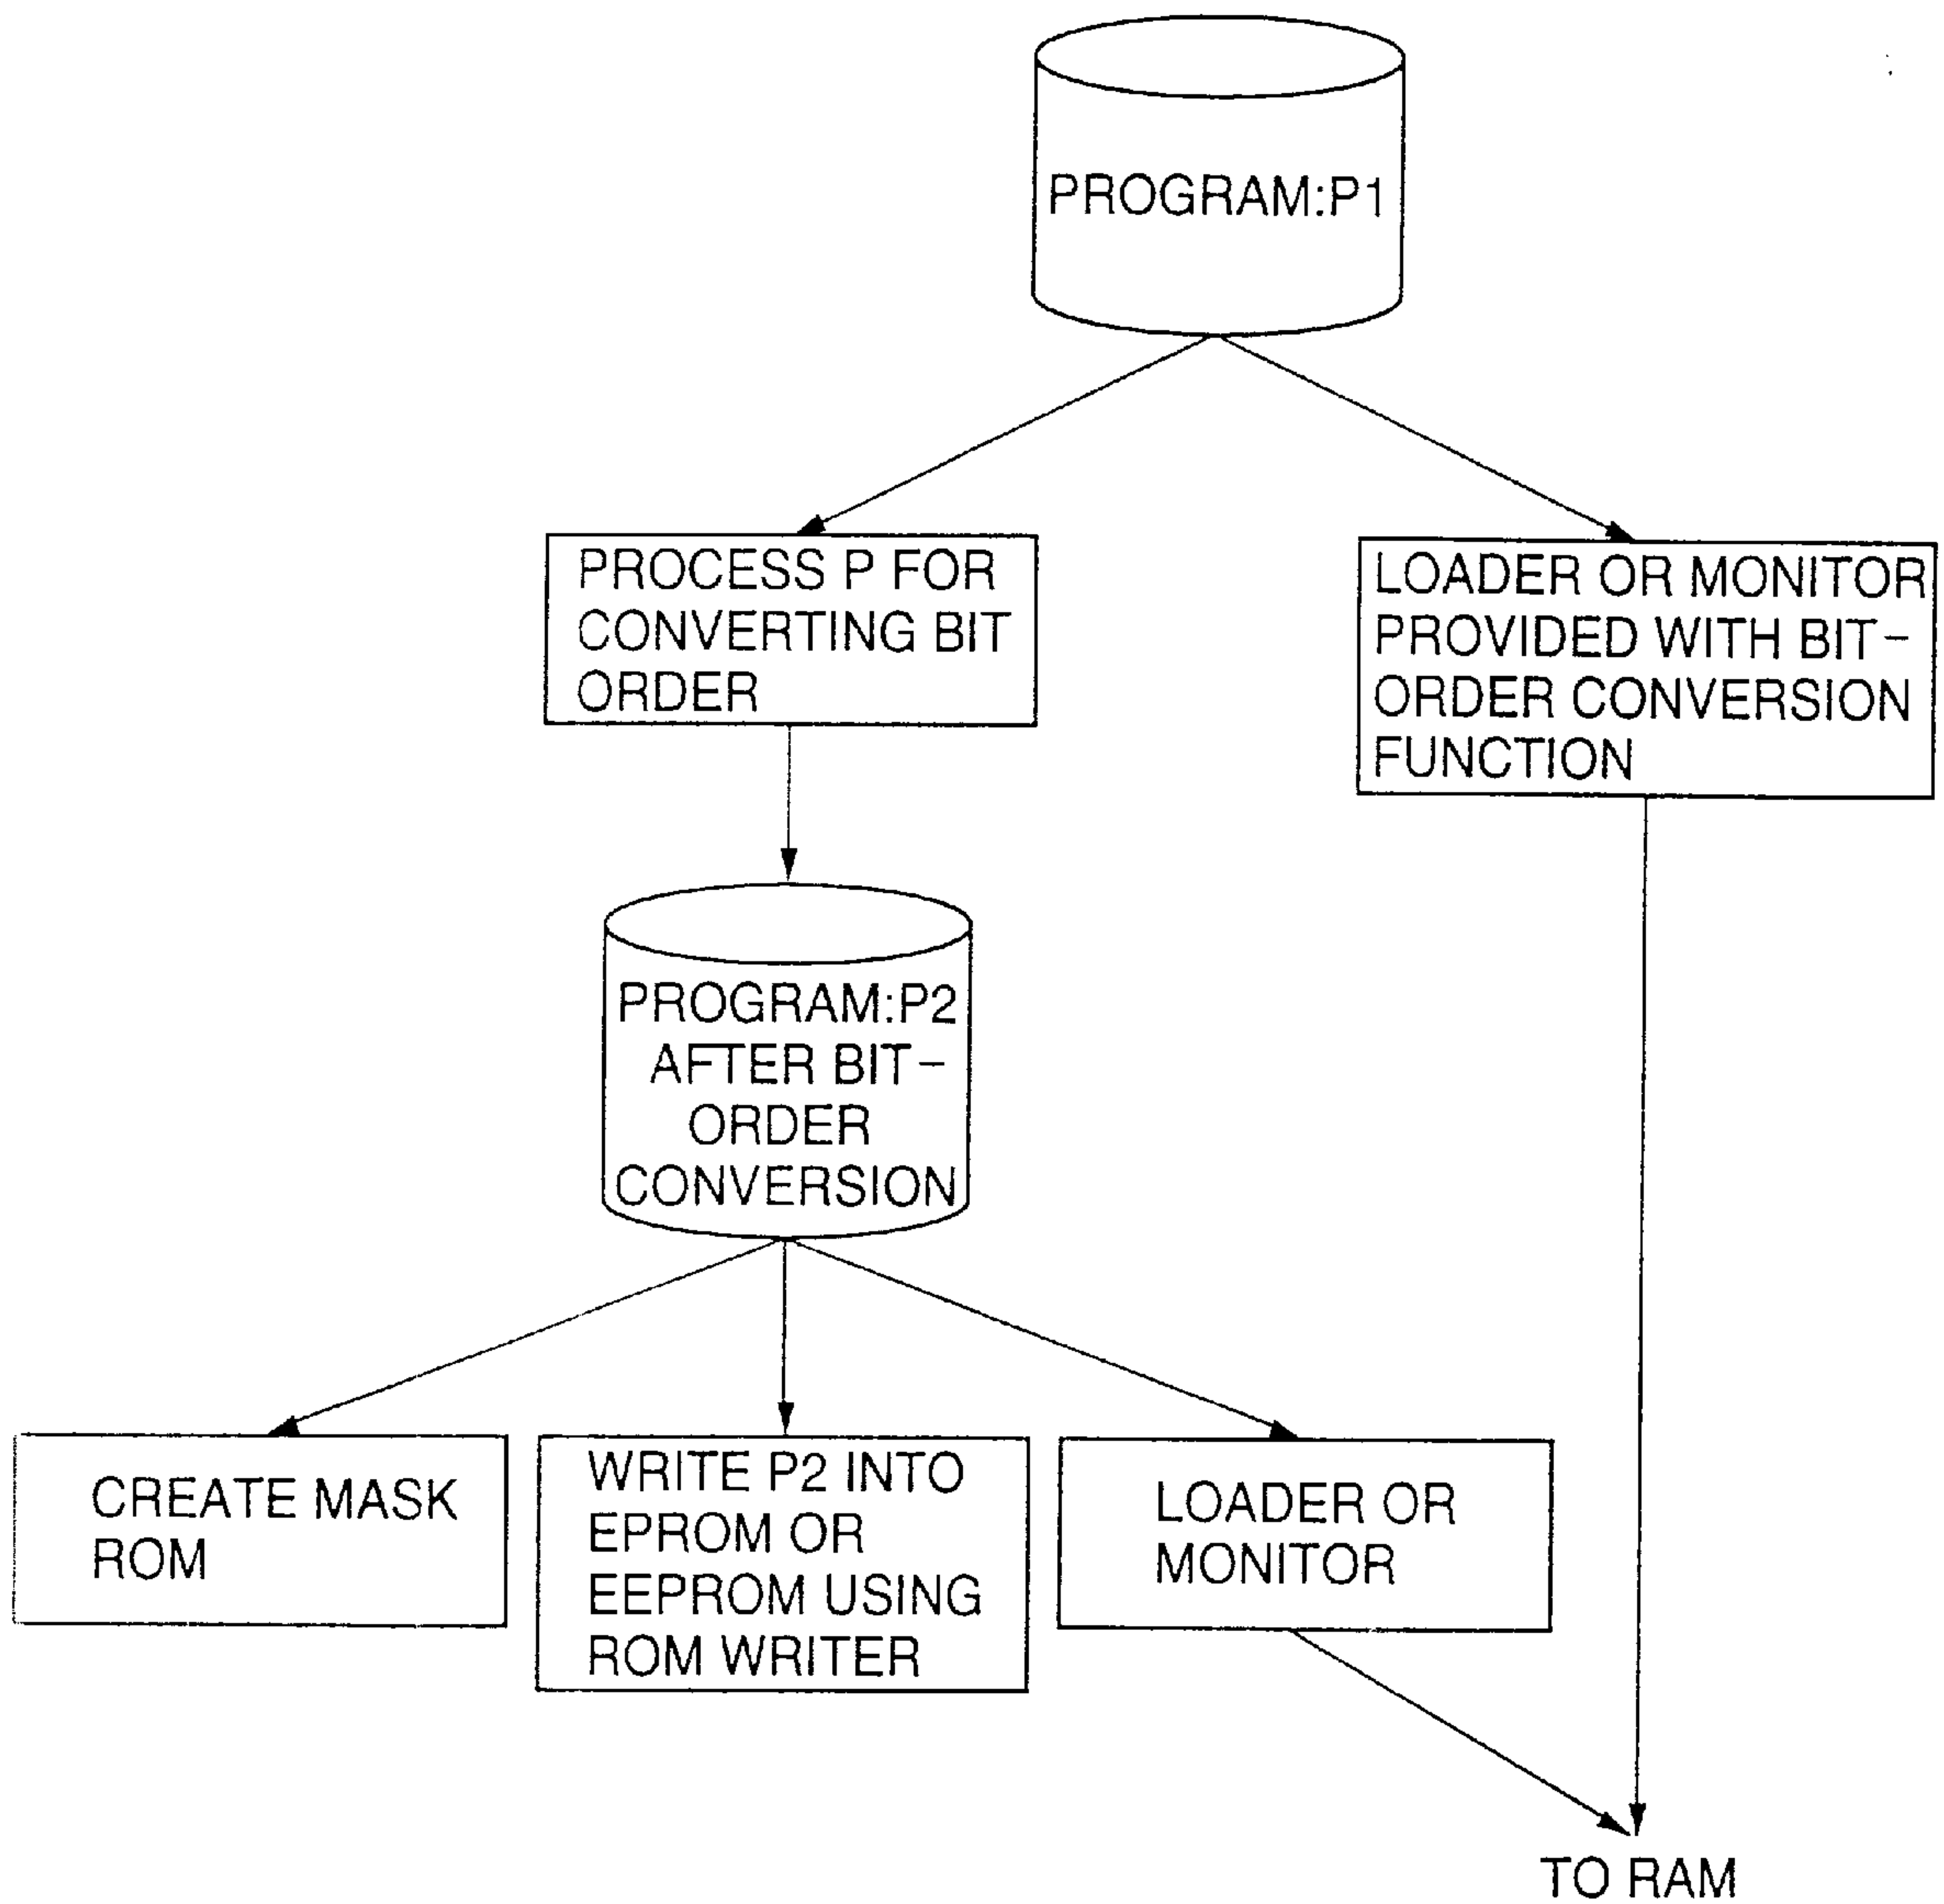 PROGRAM:P1
PROCESS P FOR
CONVERTING BIT
ORDER
LOADER OR MONITOR
PROVIDED WITH BIT-
ORDER CONVERSION
FUNCTION
PROGRAM:P2
AFTER BIT-
ORDER
CONVERSION
CREATE MASK
ROM
WRITE P2 INTO
EPROM OR
EEPROM USING
ROM WRITER
LOADER OR
MONITOR
TO RAM